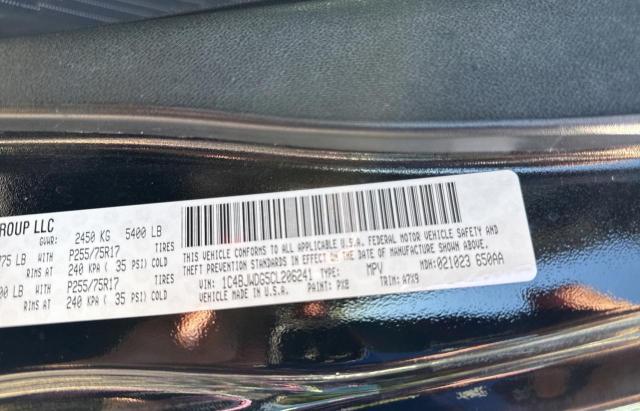 ROUP LLC
GVWR: 2450 KG 5400 LB
75 LB WITH P255/75R17 TIRES
RIMS AT 240 KPA ( 35 PSI) COLD
00 LB WITH P255/75R17 TIRES
RIMS AT 240 KPA ( 35 PSI) COLD
THIS VEHICLE CONFORMS TO ALL APPLICABLE U.S.A. FEDERAL MOTOR VEHICLE SAFETY AND
THEFT PREVENTION STANDARDS IN EFFECT ON THE DATE OF MANUFACTURE SHOWN ABOVE.
VIN: 1C4BJWDG5CL206241 TYPE: MPV MDH: 021023 650AA
VEHICLE MADE IN U.S.A. PAINT: PX8 TRIM: A7X9